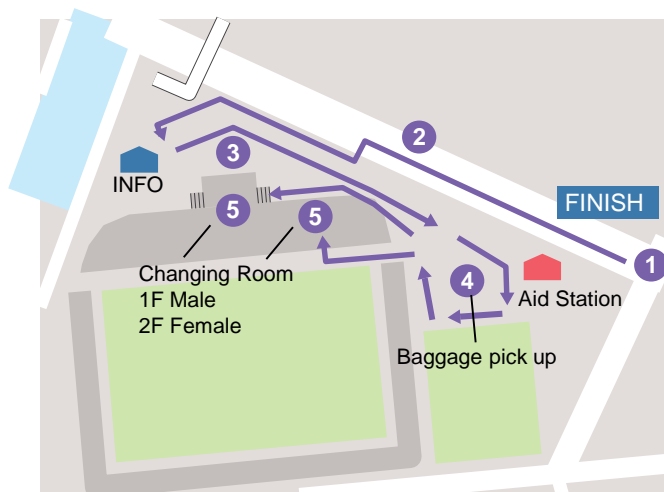 2
3
INFO
FINISH
5
5
1
Changing Room
1F Male
2F Female
4
Aid Station
Baggage pick up